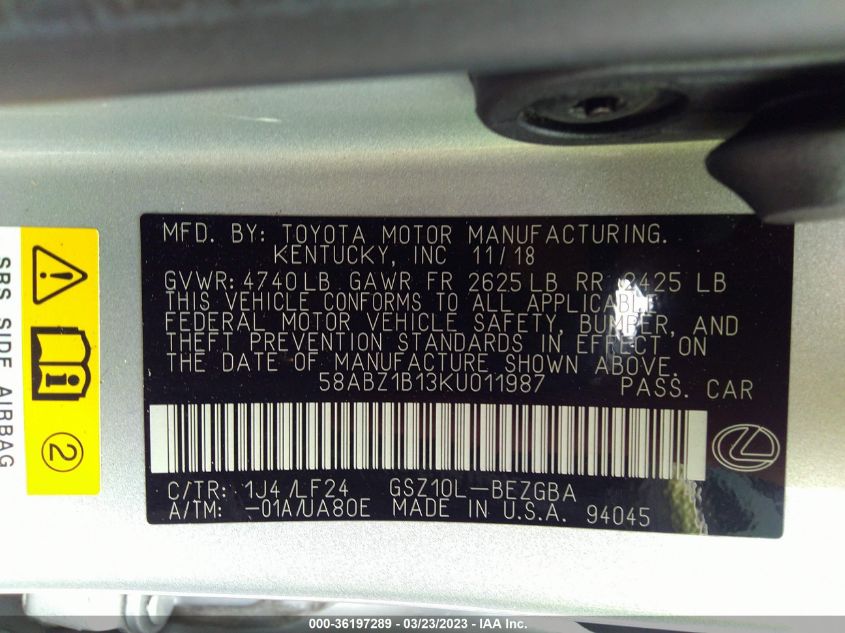 MFD. BY: TOYOTA MOTOR MANUFACTURING.
KENTUCKY, INC 11/18
GVWR: 4740LB GAWR FR 2625LB RR 2425 LB
THIS VEHICLE CONFORMS TO ALL APPLICABLE
FEDERAL MOTOR VEHICLE SAFETY, BUMPER, AND
THEFT PREVENTION STANDARDS IN EFFECT ON
THE DATE OF MANUFACTURE SHOWN ABOVE.
58ABZ1B13KU011987 PASS. CAR
C/TR: 1J4/LF24 GSZ10L-BEZGBA
A/TM: -01A/UA80E MADE IN U.S.A. 94045
SRS SIDE AIRBAG
2
000-36197289 - 03/23/2023 - IAA Inc.